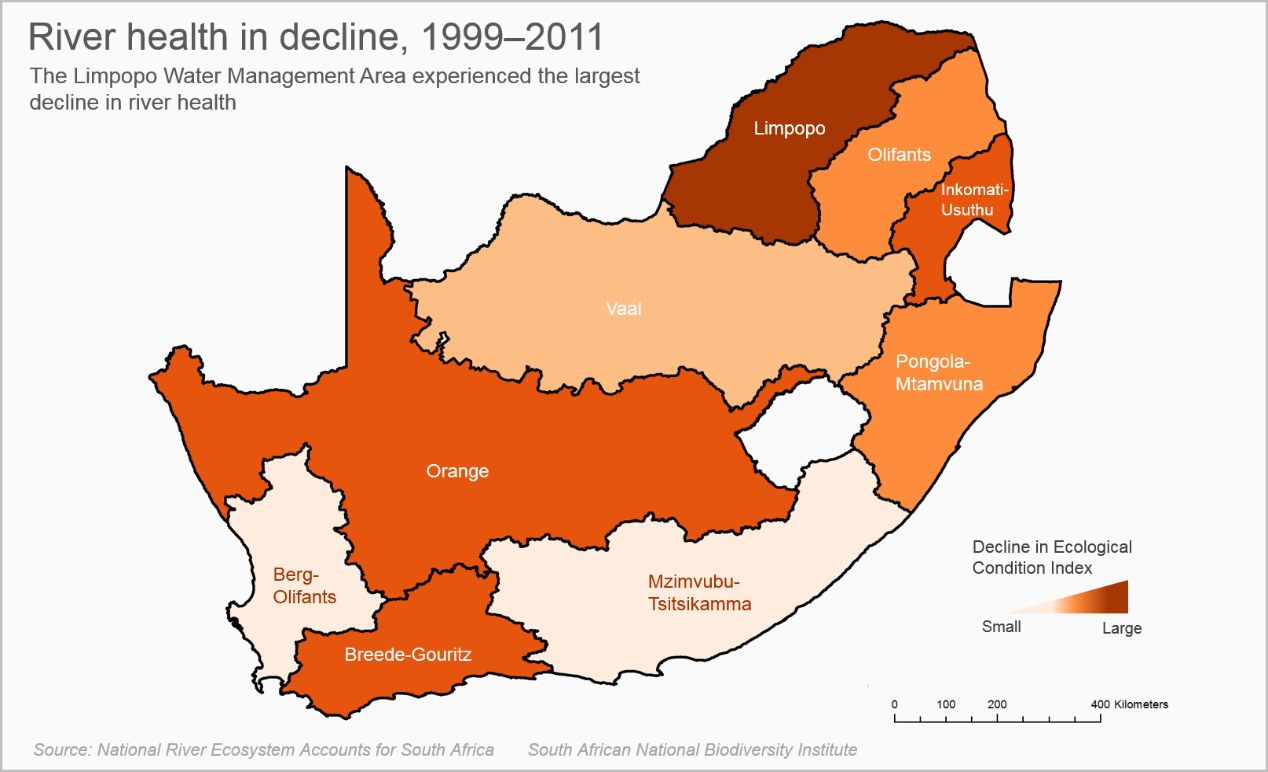 River health in decline, 1999–2011
The Limpopo Water Management Area experienced the largest
decline in river health
Limpopo
Olifants
Inkomati-
Usuthu
Vaal
Pongola-
Mtamvuna
Orange
Berg-
Olifants
Mzimvubu-
Tsitsikamma
Breede-Gouritz
Decline in Ecological
Condition Index
Small Large
0 100 200 400 Kilometers
Source: National River Ecosystem Accounts for South Africa South African National Biodiversity Institute